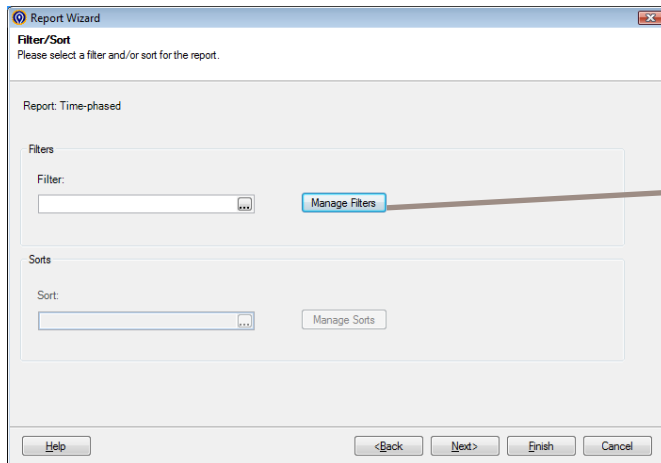 Report Wizard
Filter/Sort
Please select a filter and/or sort for the report.
Report: Time-phased
Filters
Filter:
... Manage Filters
Sorts
Sort:
... Manage Sorts
Help <Back Next> Finish Cancel